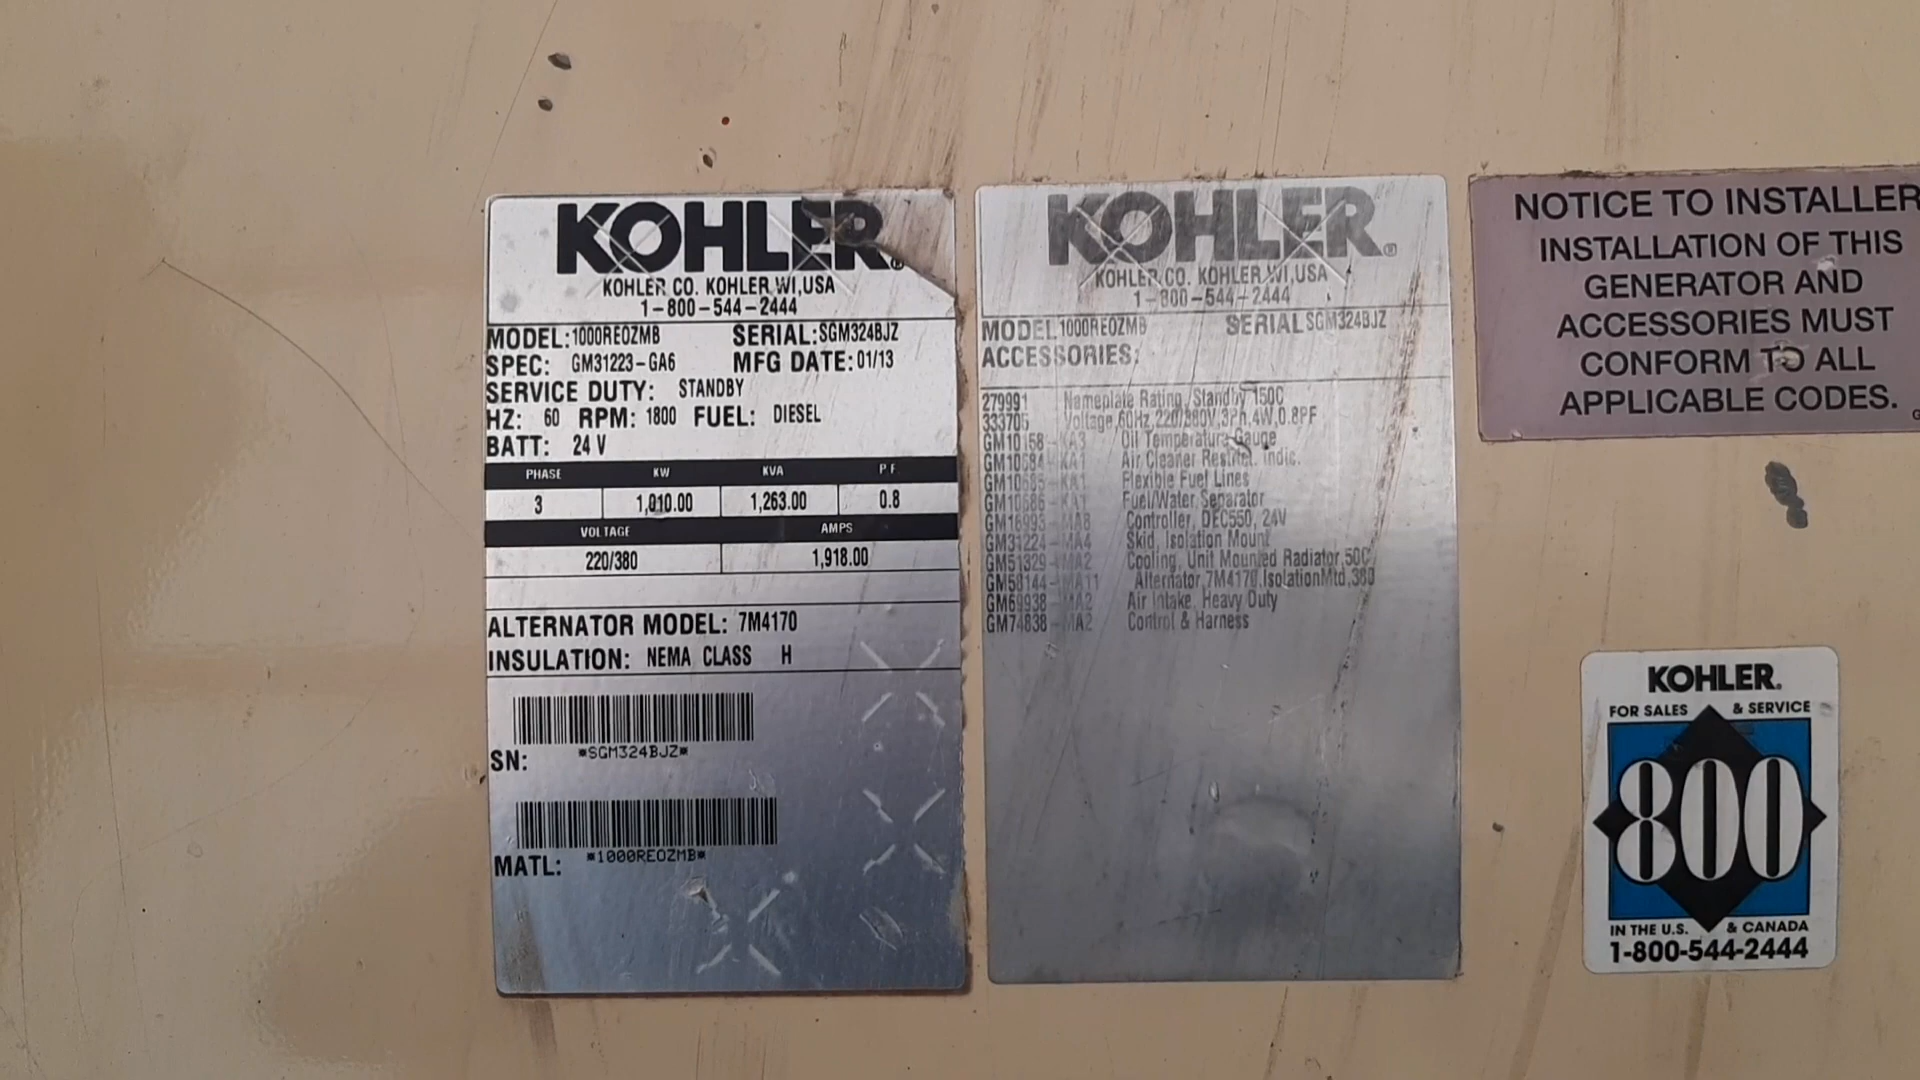 KOHLER®
KOHLER CO. KOHLER WI,USA
1-800-544-2444
MODEL: 1000REOZMB SERIAL: SGM324BJZ
SPEC: GM31223-GA6 MFG DATE: 01/13
SERVICE DUTY: STANDBY
HZ: 60 RPM: 1800 FUEL: DIESEL
BATT: 24 V
PHASE KW KVA P F
3 1,010.00 1,263.00 0.8
VOLTAGE AMPS
220/380 1,918.00
ALTERNATOR MODEL: 7M4170
INSULATION: NEMA CLASS H
SN: *SGM324BJZ*
MATL: *1000REOZMB*
KOHLER®
KOHLER CO. KOHLER WI,USA
1-800-544-2444
MODEL 1000REOZMB SERIAL SGM324BJZ
ACCESSORIES:
279991 Nameplate Rating, Standby 150C
333705 Voltage, 60Hz, 220/380V, 3Ph, 4W, 0.8PF
GM10158-KA3 Oil Temperature Gauge
GM10684-KA1 Air Cleaner Restrict. Indic.
GM10685-KA1 Flexible Fuel Lines
GM10686-KA1 Fuel/Water Separator
GM16993-MA8 Controller, DEC550, 24V
GM31224-MA4 Skid, Isolation Mount
GM51329-MA2 Cooling, Unit Mounted Radiator, 50C
GM58144-MA11 Alternator, 7M4170, IsolationMtd, 380
GM69938-MA2 Air Intake, Heavy Duty
GM74838-MA2 Control & Harness
NOTICE TO INSTALLER
INSTALLATION OF THIS
GENERATOR AND
ACCESSORIES MUST
CONFORM TO ALL
APPLICABLE CODES.
KOHLER®
FOR SALES & SERVICE
800
IN THE U.S. & CANADA
1-800-544-2444